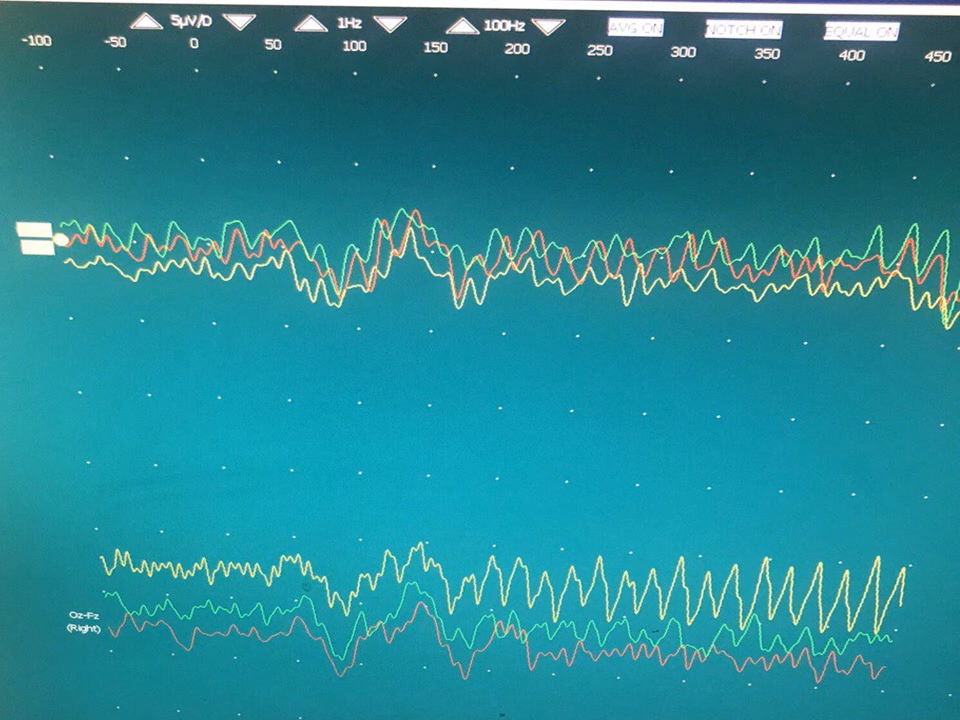 5µV/D 1Hz 100Hz AVG ON NOTCH ON EQUAL ON
-100 -50 0 50 100 150 200 250 300 350 400 450
Oz-Fz
(Right)